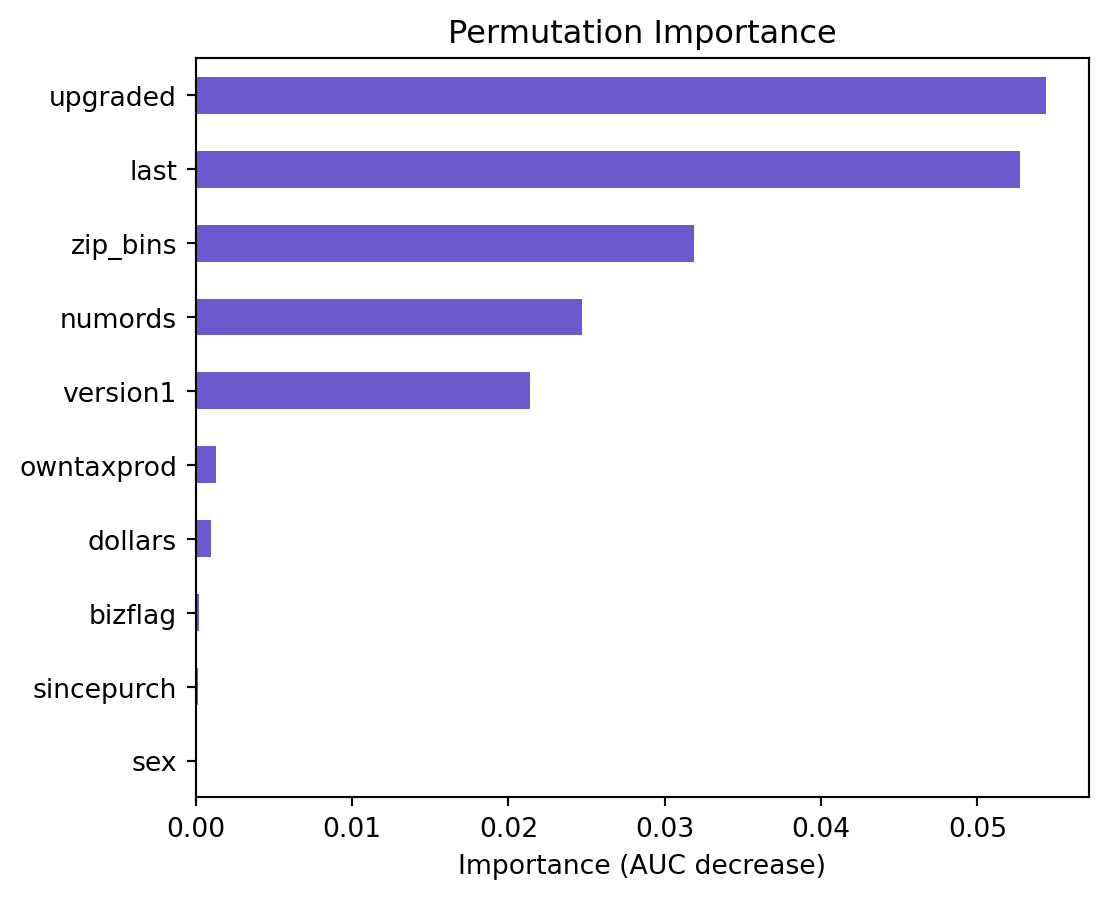 Permutation Importance
upgraded
last
zip_bins
numords
version1
owntaxprod
dollars
bizflag
sincepurch
sex
0.00 0.01 0.02 0.03 0.04 0.05
Importance (AUC decrease)